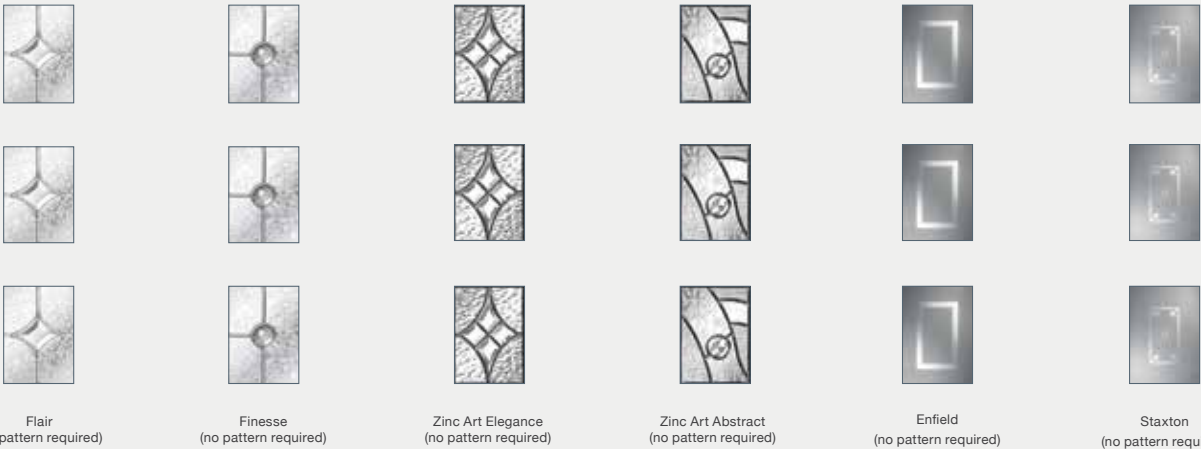 Flair
pattern required)
Finesse
(no pattern required)
Zinc Art Elegance
(no pattern required)
Zinc Art Abstract
(no pattern required)
Enfield
(no pattern required)
Staxton
(no pattern requ